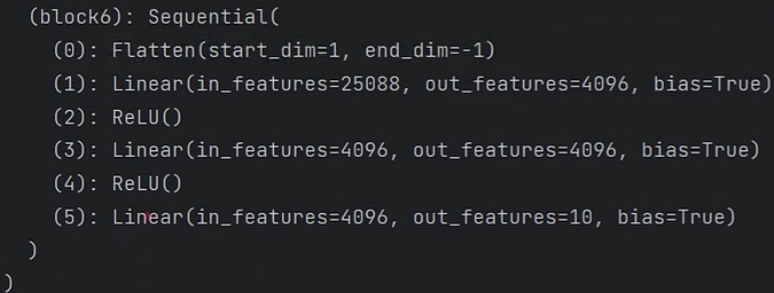 (block6): Sequential(
(0): Flatten(start_dim=1, end_dim=-1)
(1): Linear(in_features=25088, out_features=4096, bias=True)
(2): ReLU()
(3): Linear(in_features=4096, out_features=4096, bias=True)
(4): ReLU()
(5): Linear(in_features=4096, out_features=10, bias=True)
)
)